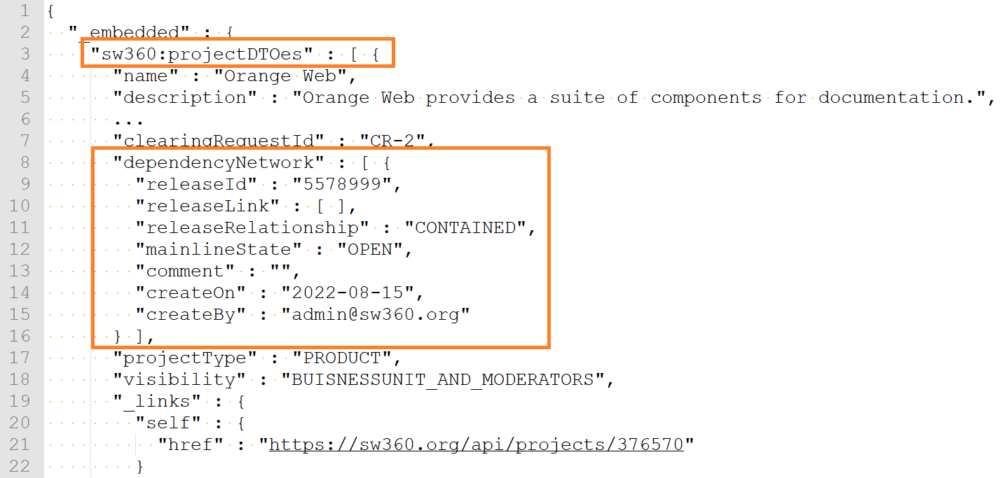 1 {
2 "_embedded" : {
3 "sw360:projectDTOes" : [ {
4 "name" : "Orange Web",
5 "description" : "Orange Web provides a suite of components for documentation.",
6 ...
7 "clearingRequestId" : "CR-2",
8 "dependencyNetwork" : [ {
9 "releaseId" : "5578999",
10 "releaseLink" : [ ],
11 "releaseRelationship" : "CONTAINED",
12 "mainlineState" : "OPEN",
13 "comment" : "",
14 "createOn" : "2022-08-15",
15 "createBy" : "admin@sw360.org"
16 } ],
17 "projectType" : "PRODUCT",
18 "visibility" : "BUISNESSUNIT_AND_MODERATORS",
19 "_links" : {
20 "self" : {
21 "href" : "https://sw360.org/api/projects/376570"
22 }